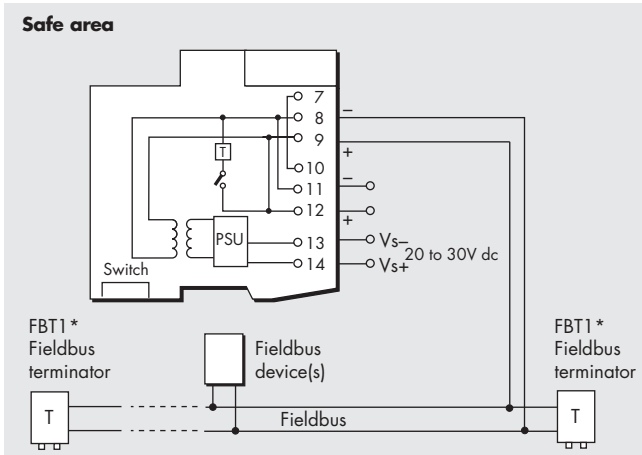 Safe area
7
8
–
9
T
+
10
–
11
12
+
PSU
13
Vs–
20 to 30V dc
14
Vs+
Switch
FBT1*
Fieldbus
terminator
Fieldbus
device(s)
FBT1*
Fieldbus
terminator
T
Fieldbus
T